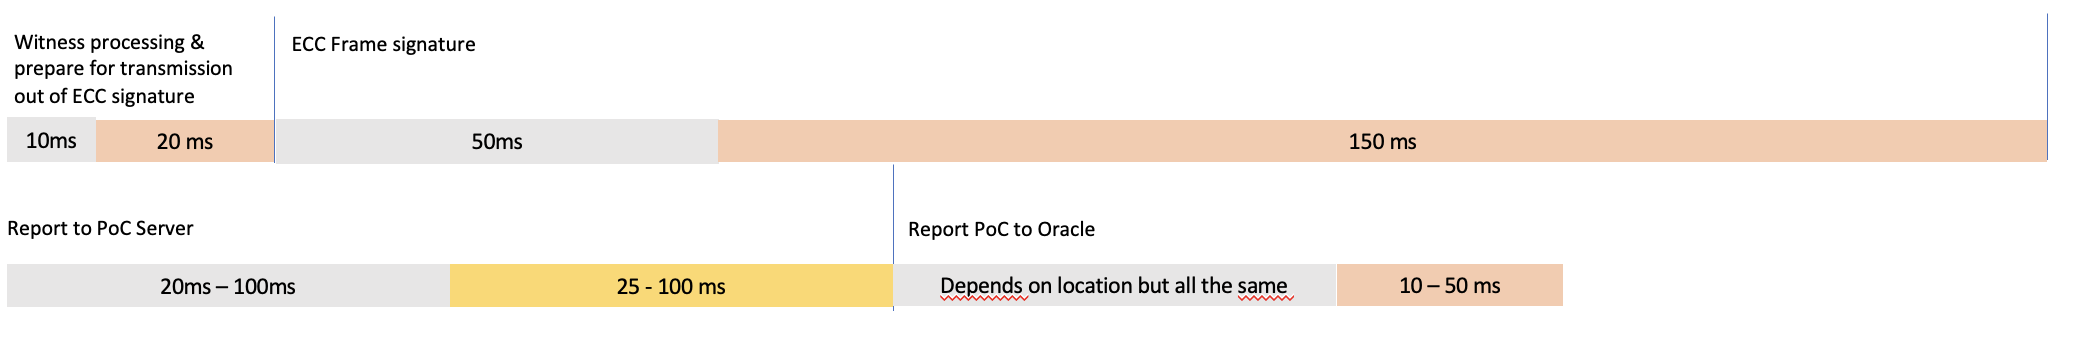 Witness processing &
prepare for transmission
out of ECC signature
ECC Frame signature
10ms
20 ms
50ms
150 ms
Report to PoC Server
Report PoC to Oracle
20ms – 100ms
25 - 100 ms
Depends on location but all the same
10 – 50 ms